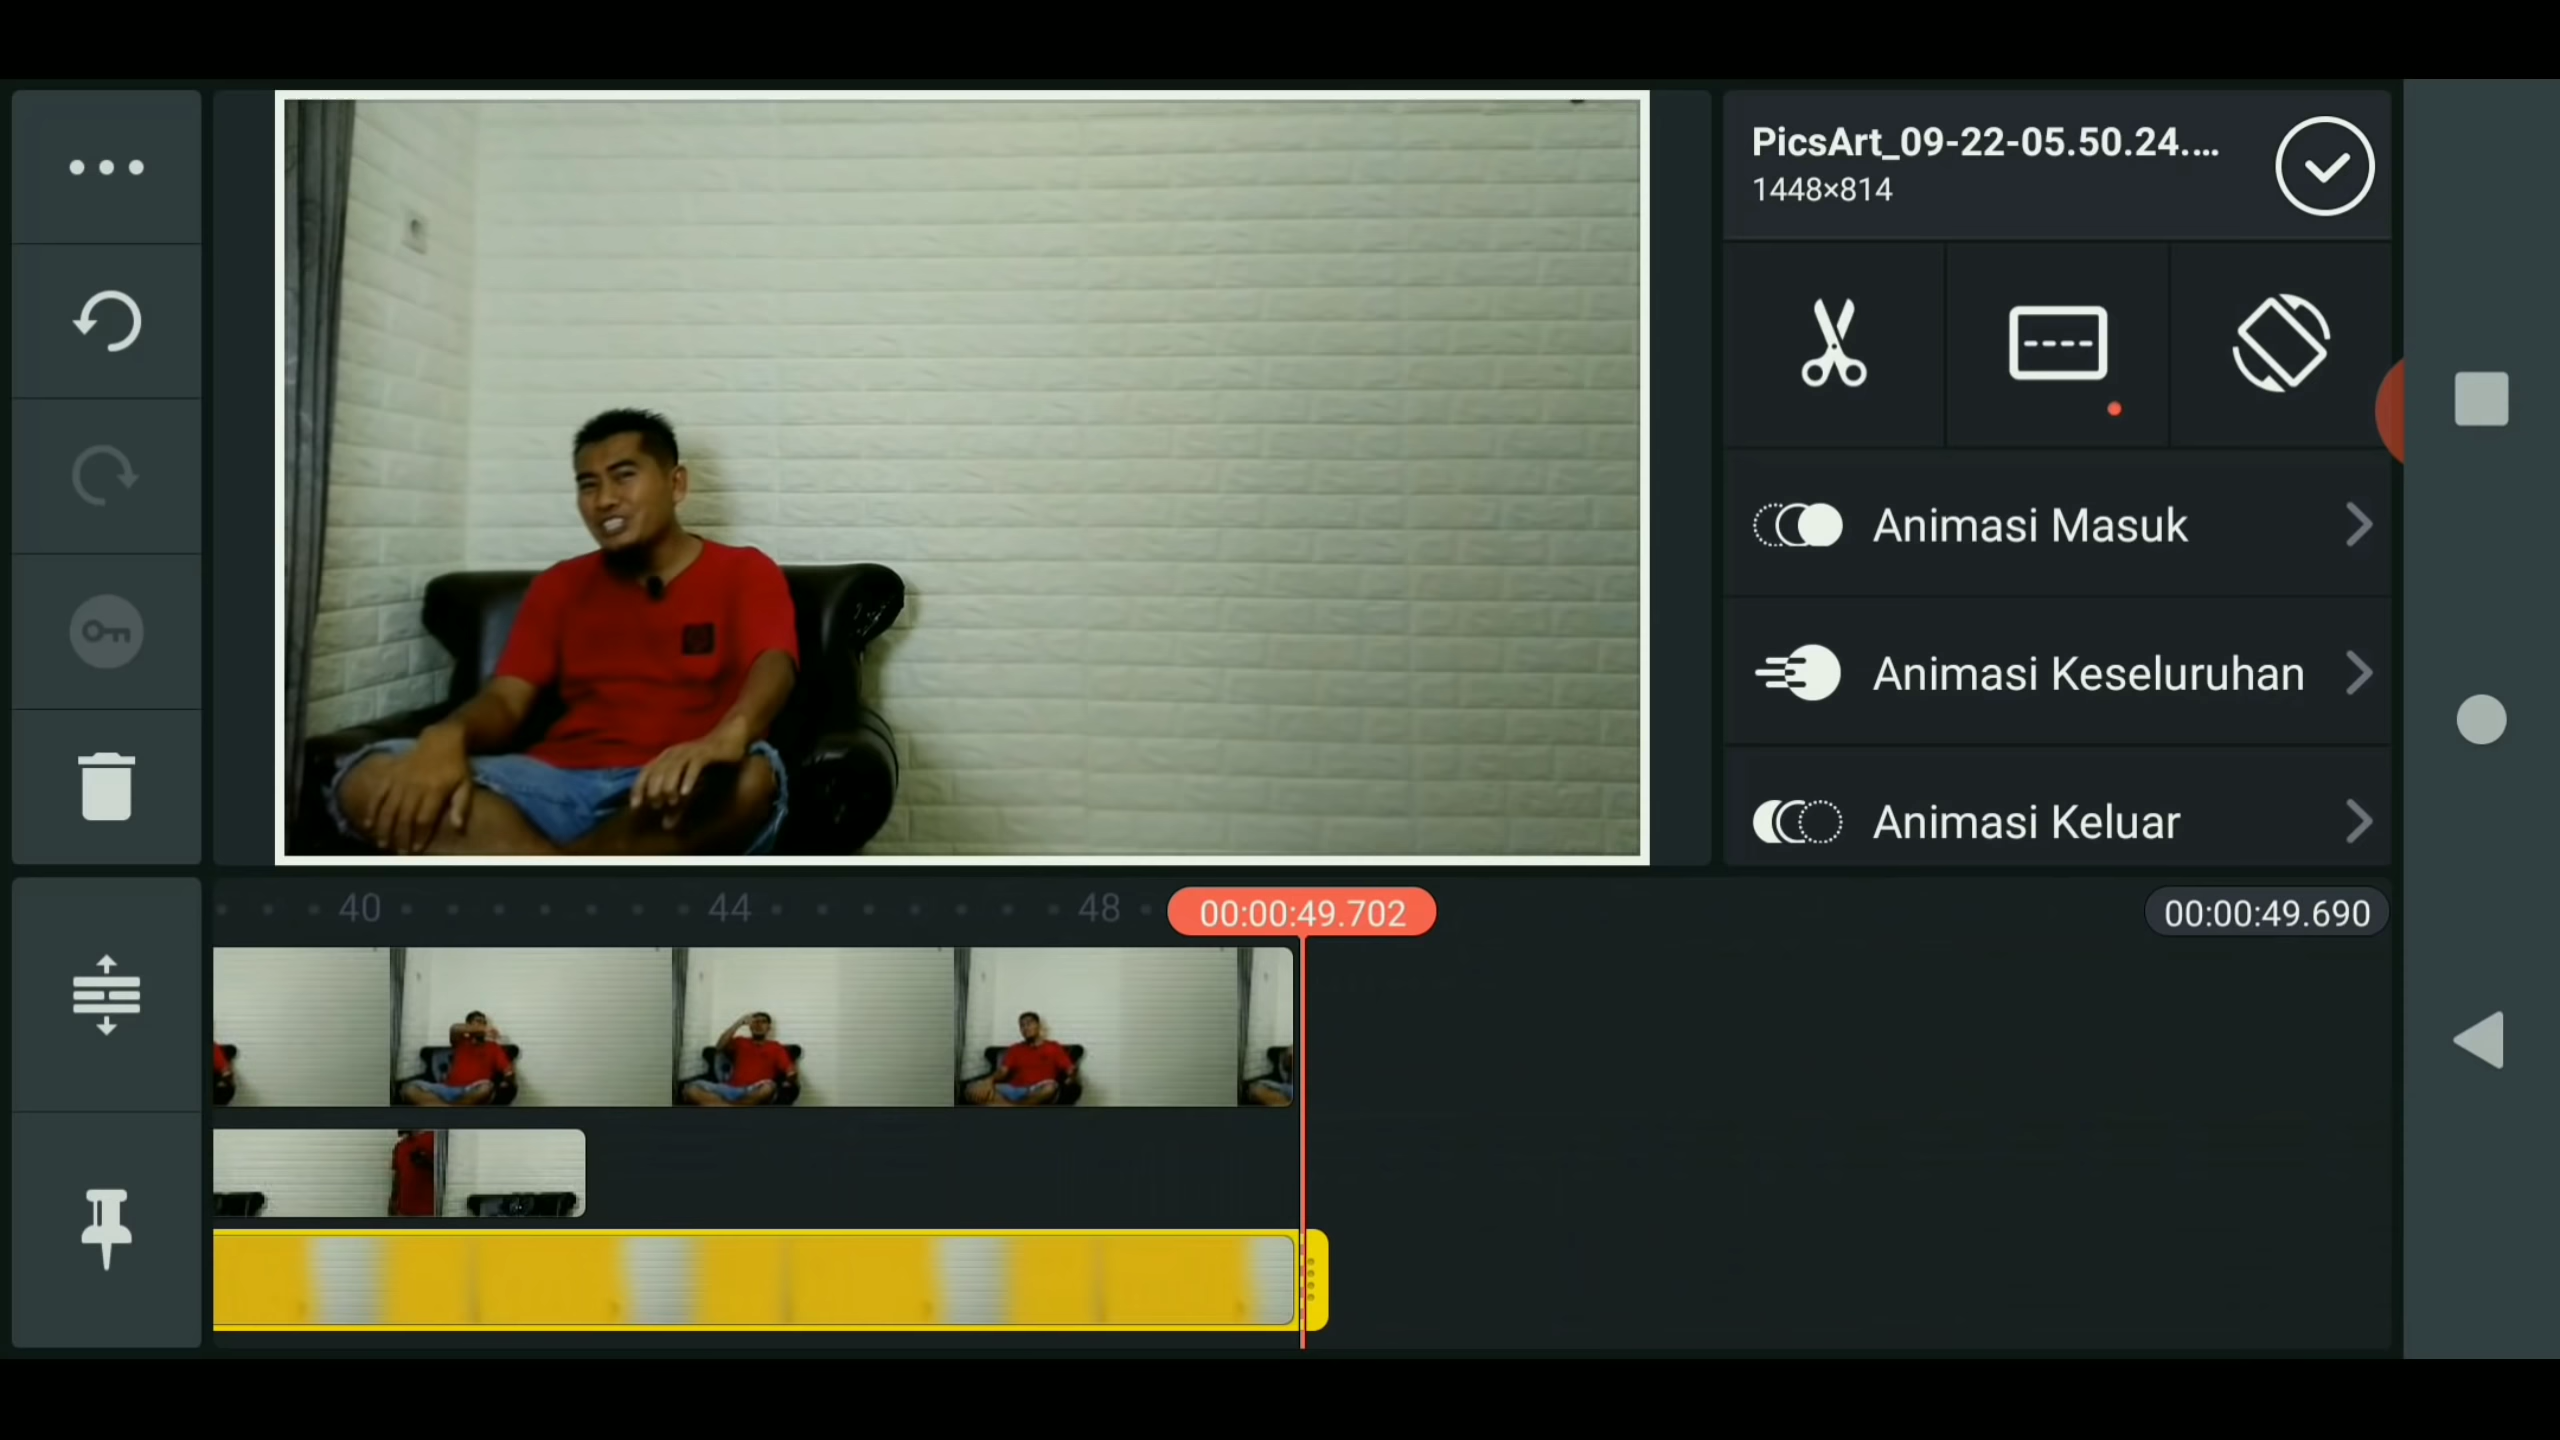 PicsArt_09-22-05.50.24....
1448×814
Animasi Masuk
Animasi Keseluruhan
Animasi Keluar
40
44
48
00:00:49.702
00:00:49.690